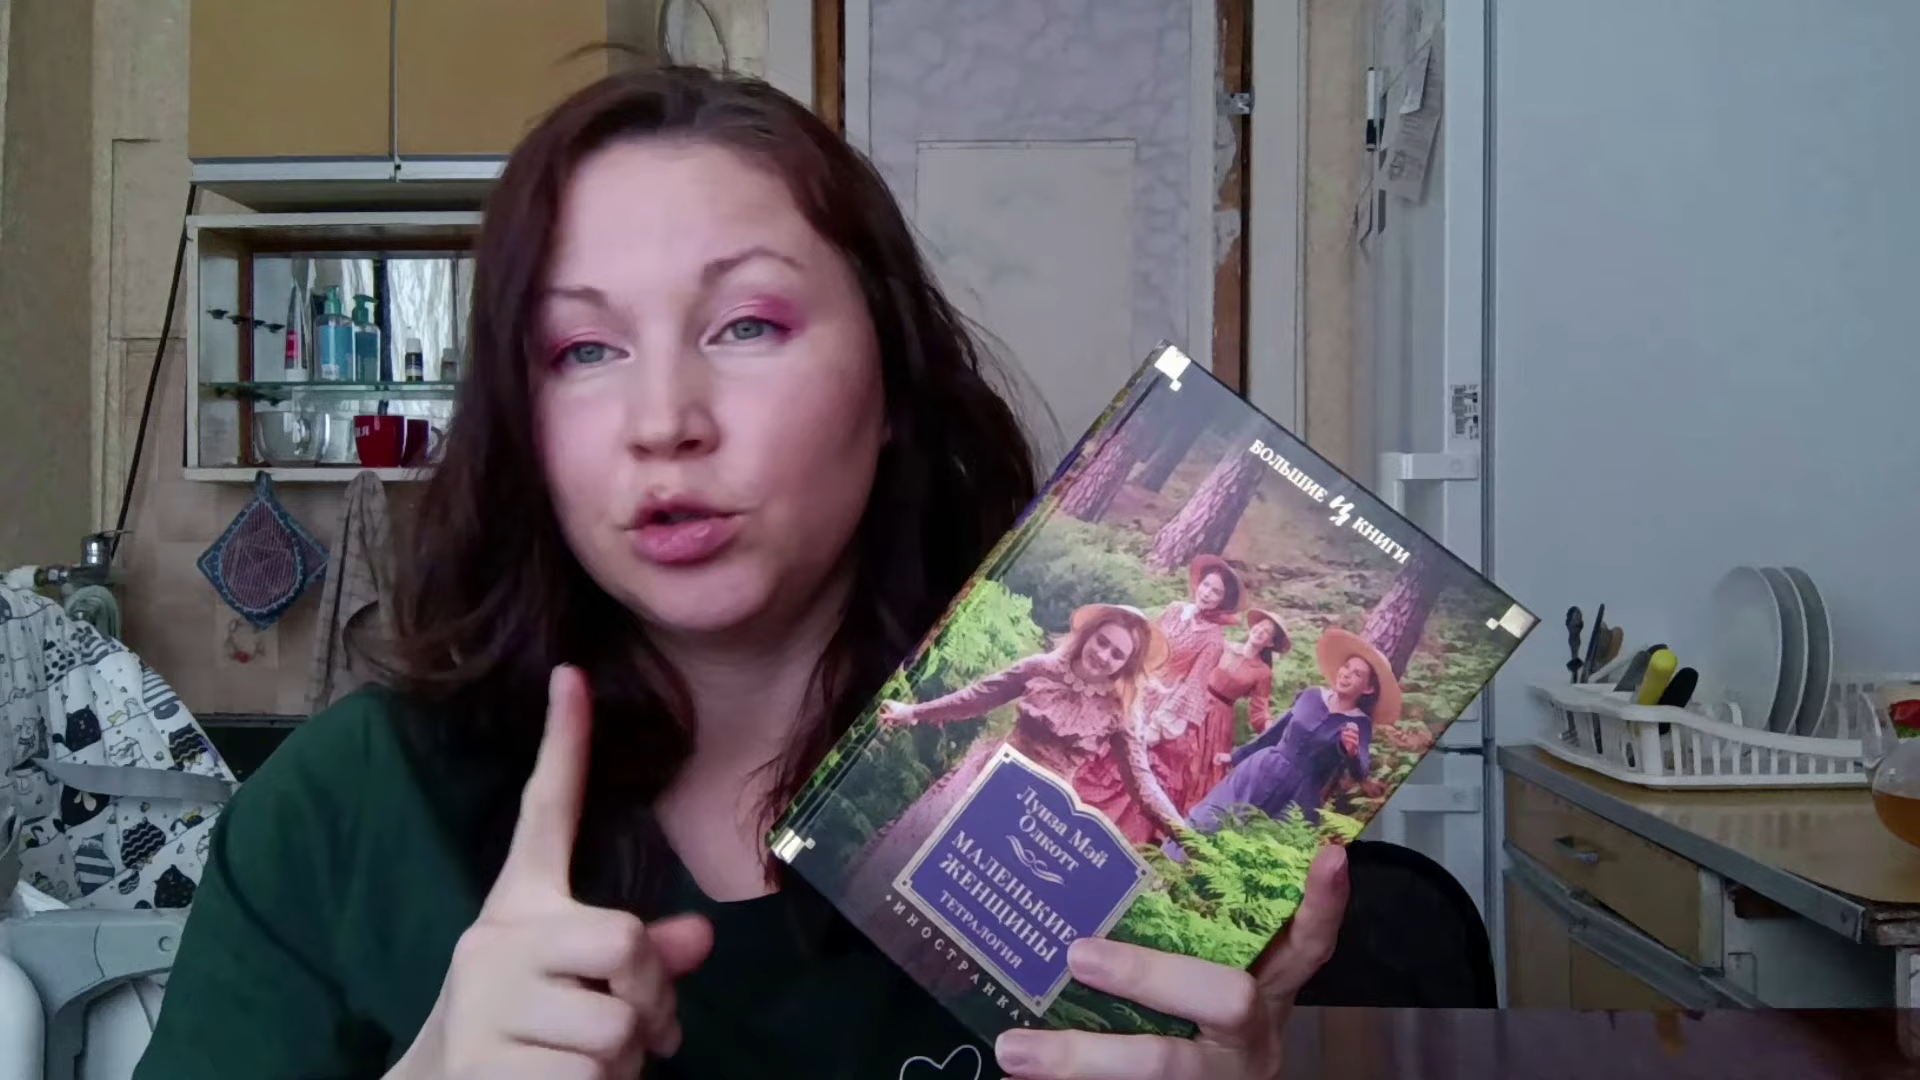 БОЛЬШИЕ КНИГИ
Луиза Мэй
Олкотт
МАЛЕНЬКИЕ
ЖЕНЩИНЫ
ТЕТРАЛОГИЯ
•ИНОСТРАНКА•